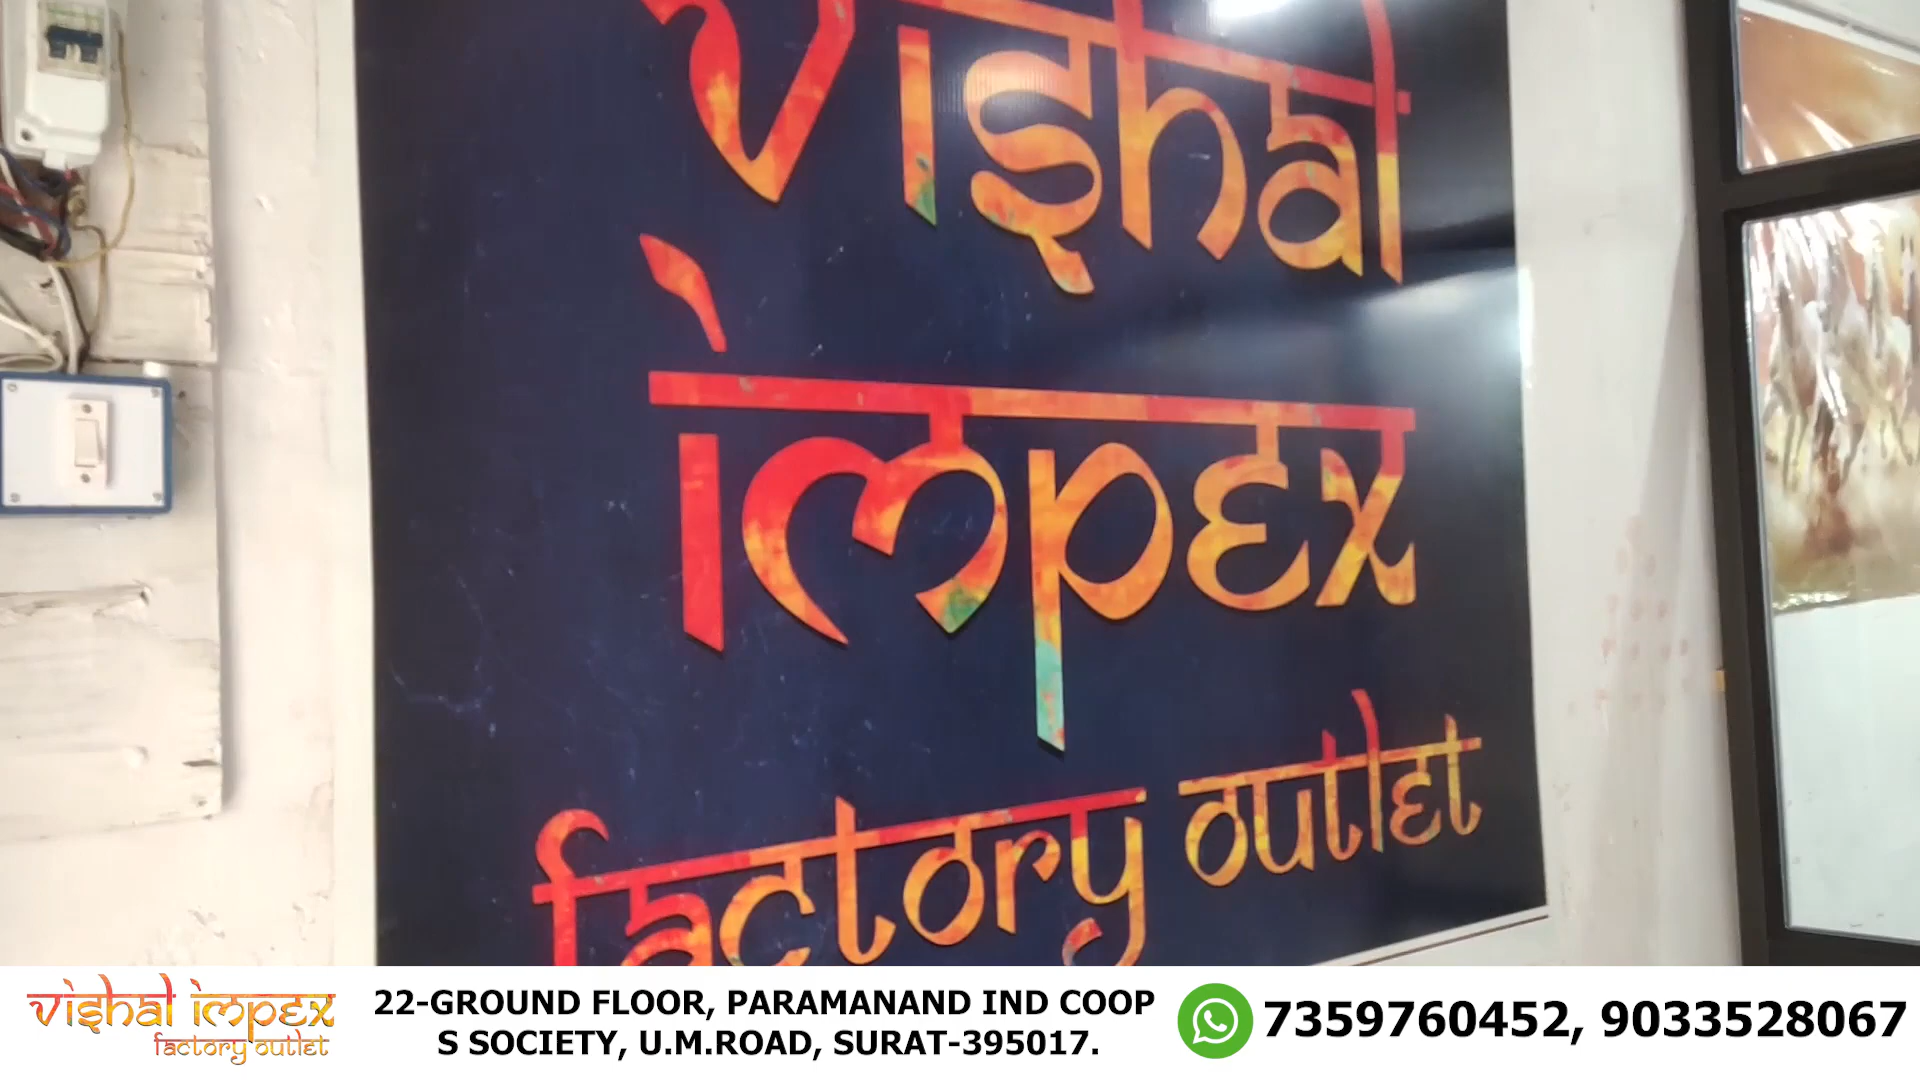 vishal
impex
factory outlet
vishal impex
factory outlet
22-GROUND FLOOR, PARAMANAND IND COOP
S SOCIETY, U.M.ROAD, SURAT-395017.
7359760452, 9033528067